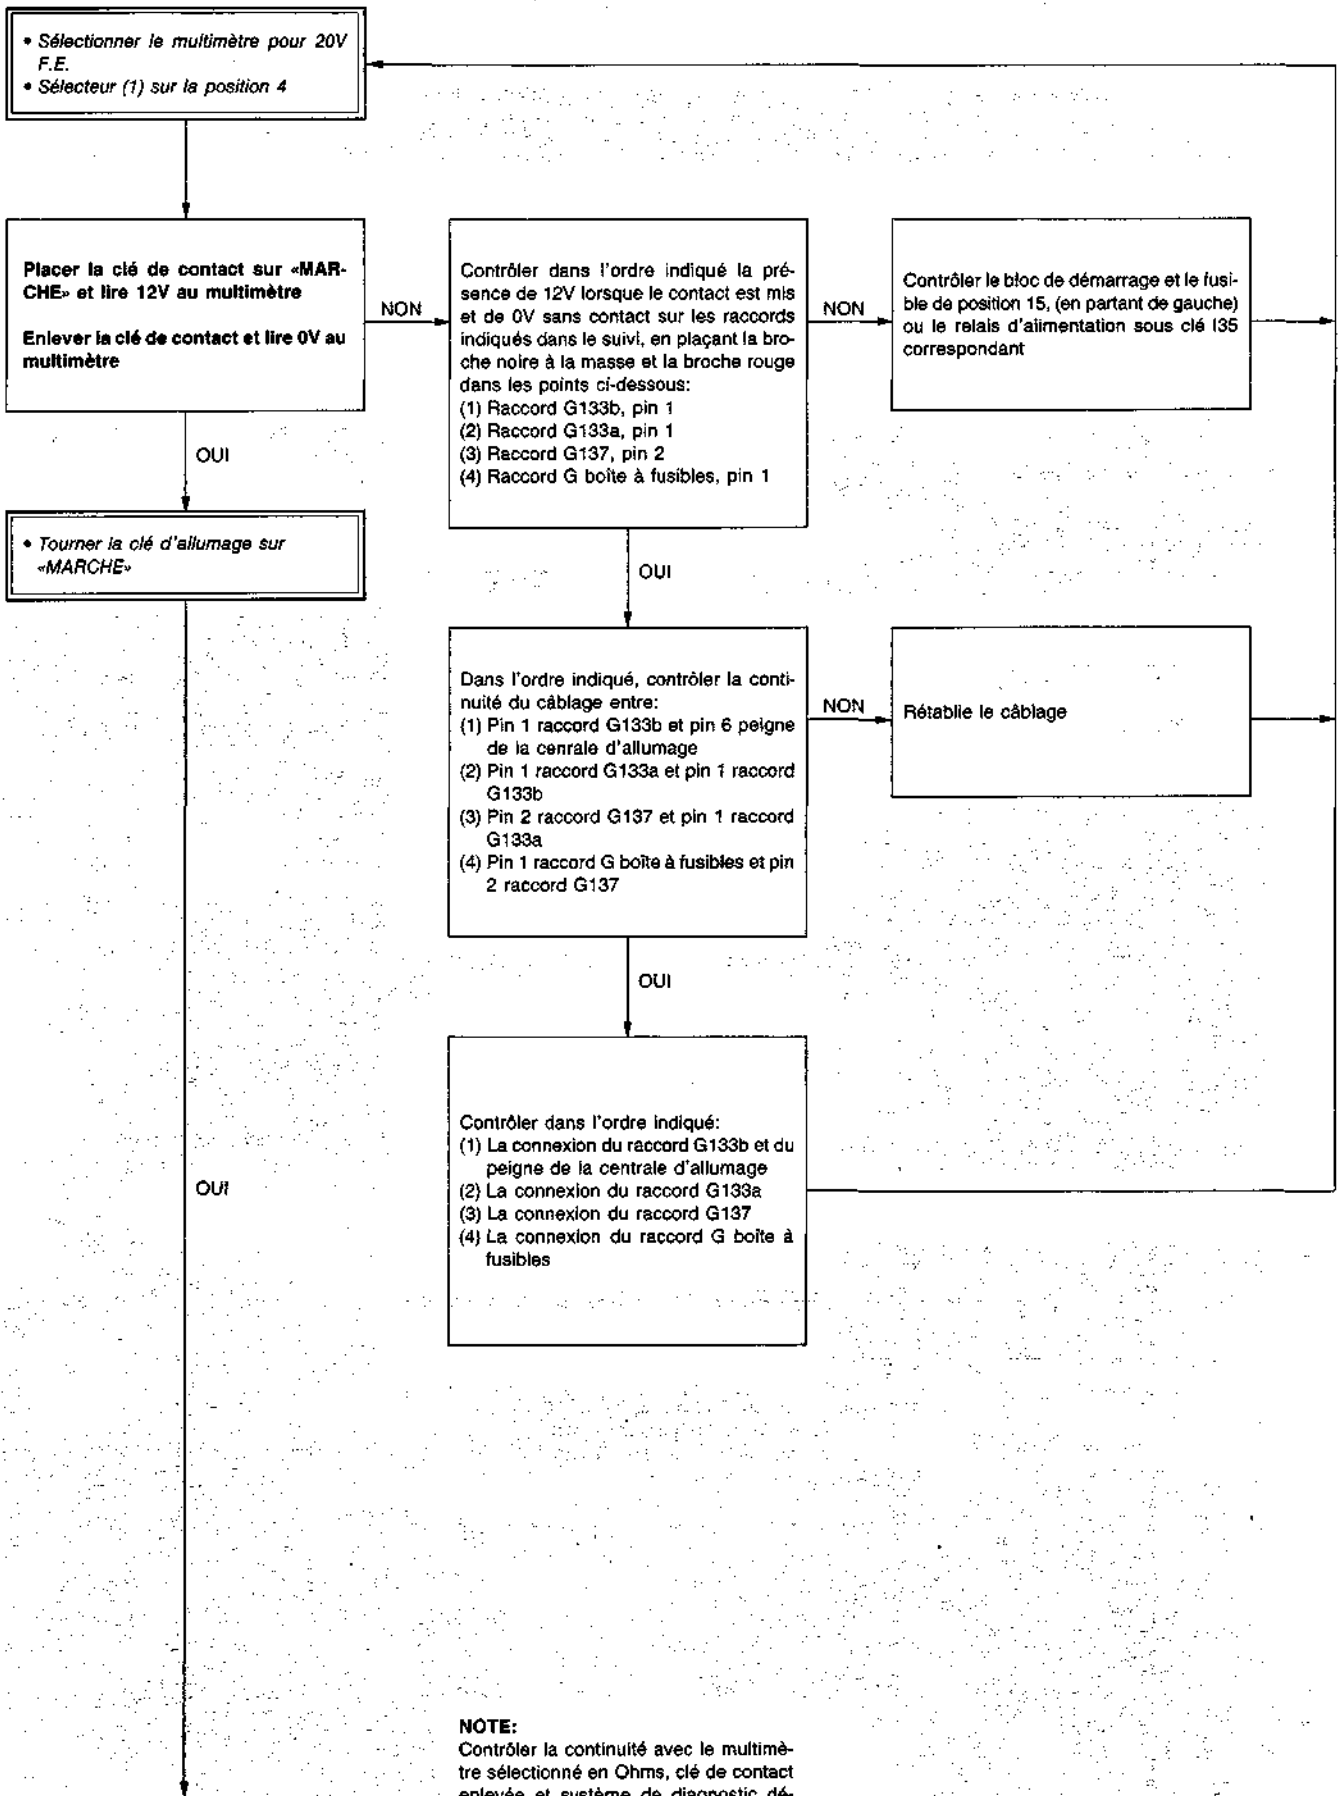 • Sélectionner le multimètre pour 20V
F.E.
• Sélecteur (1) sur la position 4
Placer la clé de contact sur «MAR-
CHE» et lire 12V au multimètre
Enlever la clé de contact et lire 0V au
multimètre
NON
Contrôler dans l'ordre indiqué la pré-
sence de 12V lorsque le contact est mis
et de 0V sans contact sur les raccords
indiqués dans le suivi, en plaçant la bro-
che noire à la masse et la broche rouge
dans les points ci-dessous:
(1) Raccord G133b, pin 1
(2) Raccord G133a, pin 1
(3) Raccord G137, pin 2
(4) Raccord G boîte à fusibles, pin 1
NON
Contrôler le bloc de démarrage et le fusi-
ble de position 15, (en partant de gauche)
ou le relais d'alimentation sous clé I35
correspondant
OUI
• Tourner la clé d'allumage sur
«MARCHE»
OUI
Dans l'ordre indiqué, contrôler la conti-
nuité du câblage entre:
(1) Pin 1 raccord G133b et pin 6 peigne
de la cenrale d'allumage
(2) Pin 1 raccord G133a et pin 1 raccord
G133b
(3) Pin 2 raccord G137 et pin 1 raccord
G133a
(4) Pin 1 raccord G boîte à fusibles et pin
2 raccord G137
NON
Rétablie le câblage
OUI
Contrôler dans l'ordre indiqué:
(1) La connexion du raccord G133b et du
peigne de la centrale d'allumage
(2) La connexion du raccord G133a
(3) La connexion du raccord G137
(4) La connexion du raccord G boîte à
fusibles
OUI
NOTE:
Contrôler la continuité avec le multimè-
tre sélectionné en Ohms, clé de contact
enlevée et système de diagnostic dé-